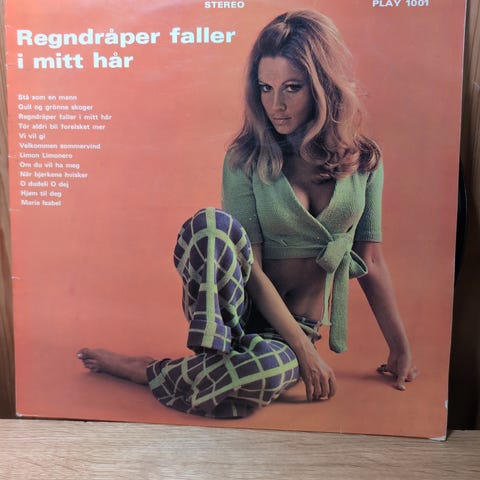 STEREO
PLAY 1001
Regndråper faller
i mitt hår
Stå som en mann
Gull og grönne skoger
Regndråper faller i mitt hår
Tör aldri bli forelsket mer
Vi vil gi
Velkommen sommervind
Limon Limonero
Om du vil ha meg
Når bjørkene hvisker
O dudeli O dej
Hjem til deg
Maria Isabel